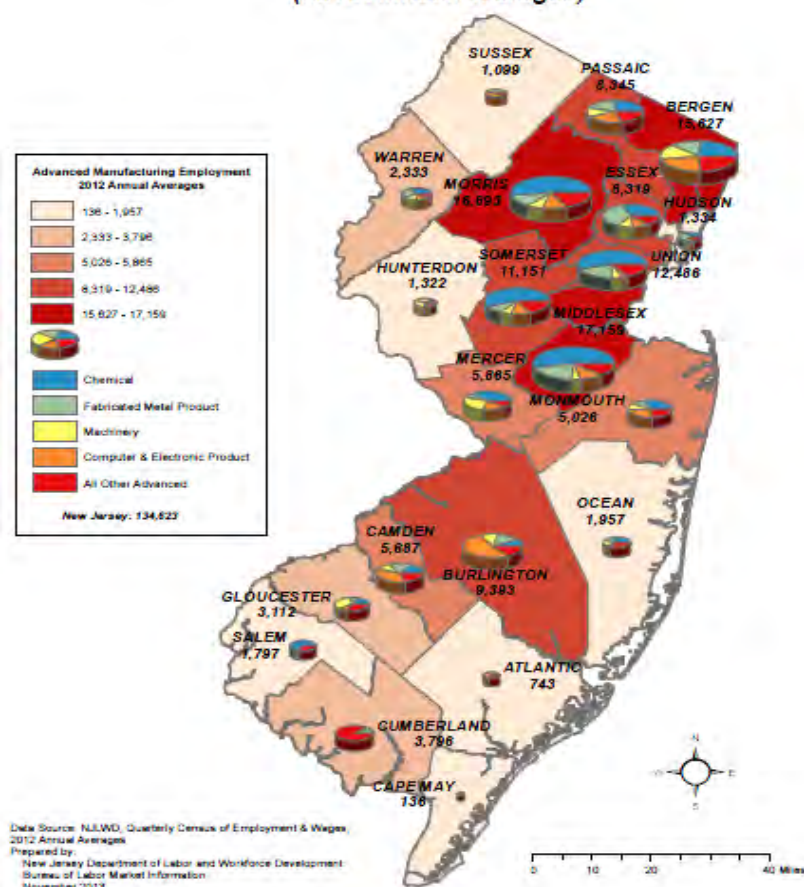 SUSSEX
1,099
PASSAIC
8,345
BERGEN
15,627
WARREN
2,333
MORRIS
16,693
ESSEX
8,319
HUDSON
1,334
HUNTERDON
1,322
SOMERSET
11,151
UNION
12,486
MIDDLESEX
17,159
MERCER
5,865
MONMOUTH
5,026
OCEAN
1,957
CAMDEN
5,687
BURLINGTON
9,393
GLOUCESTER
3,112
SALEM
1,797
ATLANTIC
743
CUMBERLAND
3,796
CAPE MAY
136
Advanced Manufacturing Employment
2012 Annual Averages
136 - 1,957
2,333 - 3,796
5,026 - 5,865
8,319 - 12,486
15,627 - 17,159
Chemical
Fabricated Metal Product
Machinery
Computer & Electronic Product
All Other Advanced
New Jersey: 134,623
N
W
E
S
0 10 20 40 Miles
Data Source: NJLWD, Quarterly Census of Employment & Wages,
2012 Annual Averages
Prepared by:
New Jersey Department of Labor and Workforce Development
Bureau of Labor Market Information
November 2013